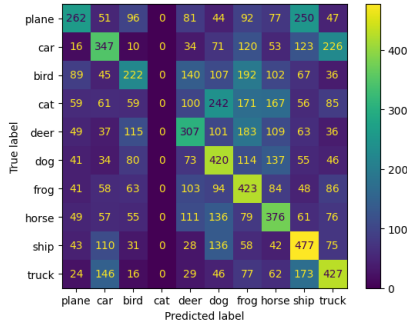 plane 262 51 96 0 81 44 92 77 250 47
car 16 347 10 0 34 71 120 53 123 226
bird 89 45 222 0 140 107 192 102 67 36
cat 59 61 59 0 100 242 171 167 56 85
deer 49 37 115 0 307 101 183 109 63 36
dog 41 34 80 0 73 420 114 137 55 46
frog 41 58 63 0 103 94 423 84 48 86
horse 49 57 55 0 111 136 79 376 61 76
ship 43 110 31 0 28 136 58 42 477 75
truck 24 146 16 0 29 46 77 62 173 427
plane car bird cat deer dog frog horse ship truck
Predicted label
True label
400
300
200
100
0